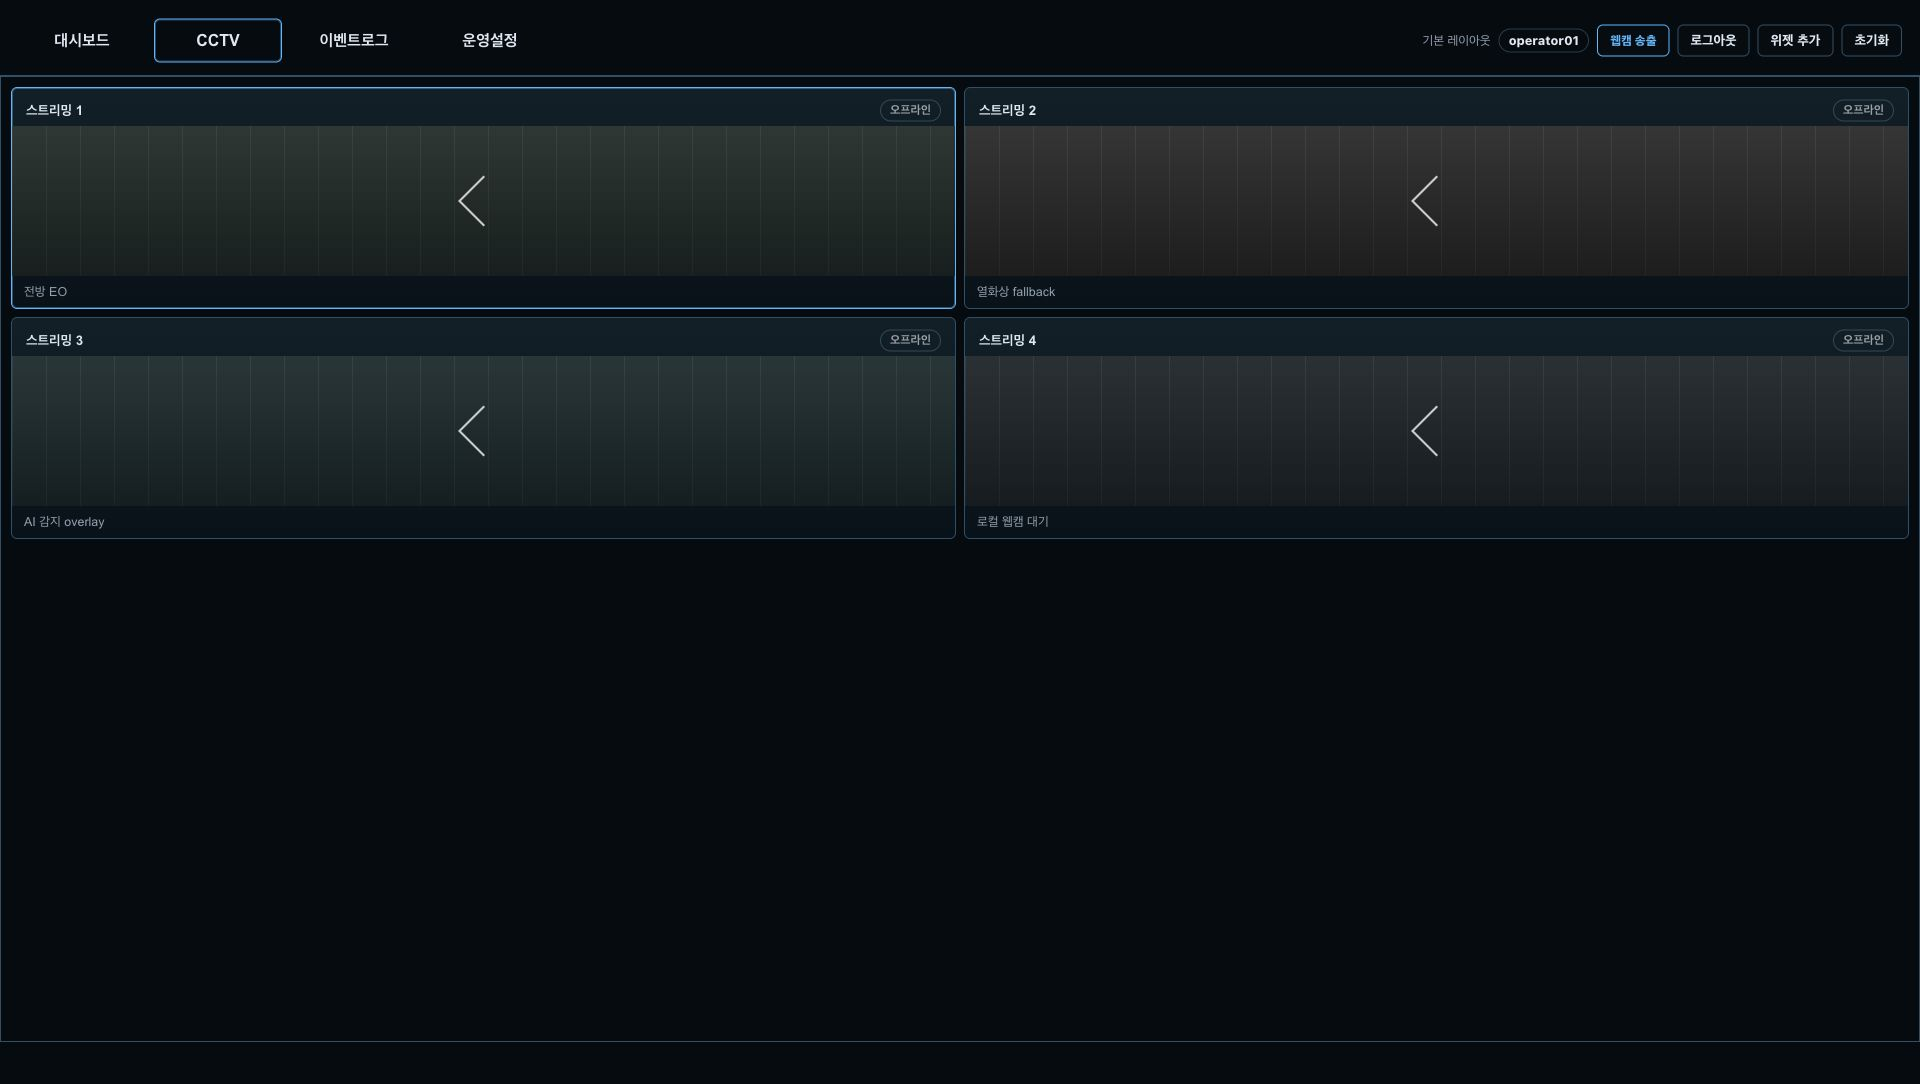 대시보드 CCTV 이벤트로그 운영설정 기본 레이아웃 operator01 웹캠 송출 로그아웃 위젯 추가 초기화
스트리밍 1 오프라인
전방 EO
스트리밍 2 오프라인
열화상 fallback
스트리밍 3 오프라인
AI 감지 overlay
스트리밍 4 오프라인
로컬 웹캠 대기